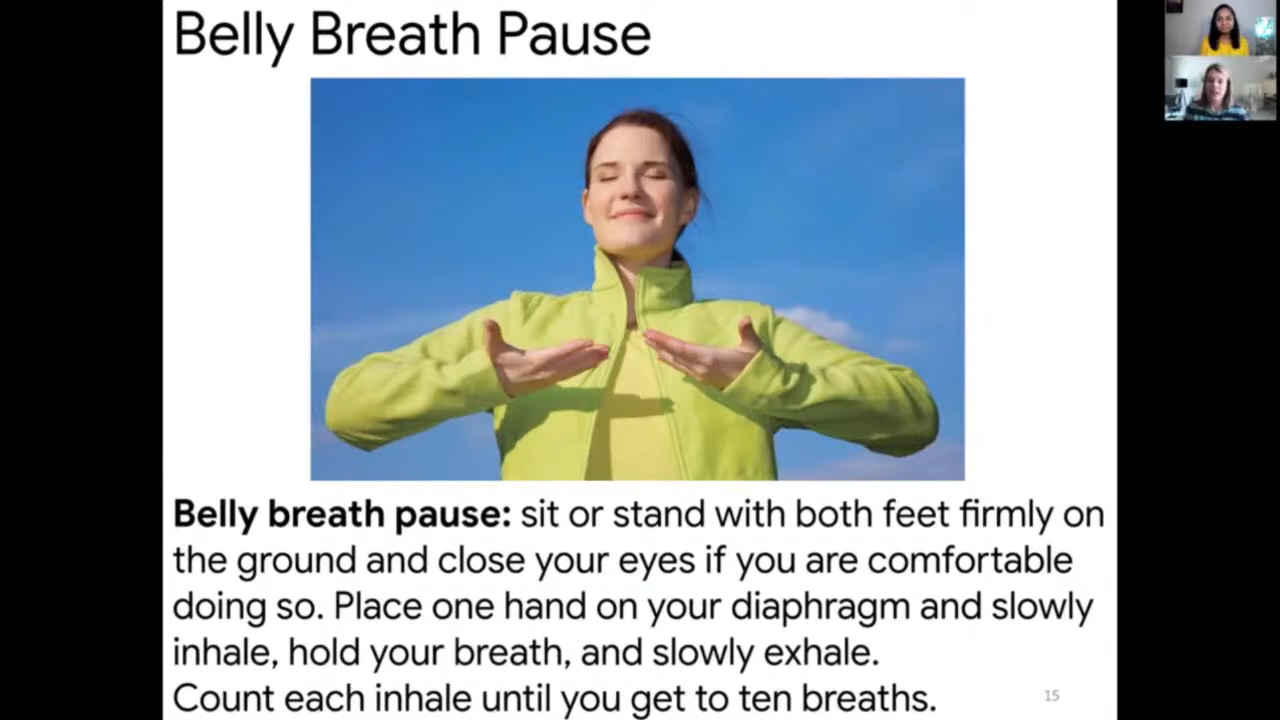 Belly Breath Pause
Belly breath pause: sit or stand with both feet firmly on
the ground and close your eyes if you are comfortable
doing so. Place one hand on your diaphragm and slowly
inhale, hold your breath, and slowly exhale.
Count each inhale until you get to ten breaths.
15